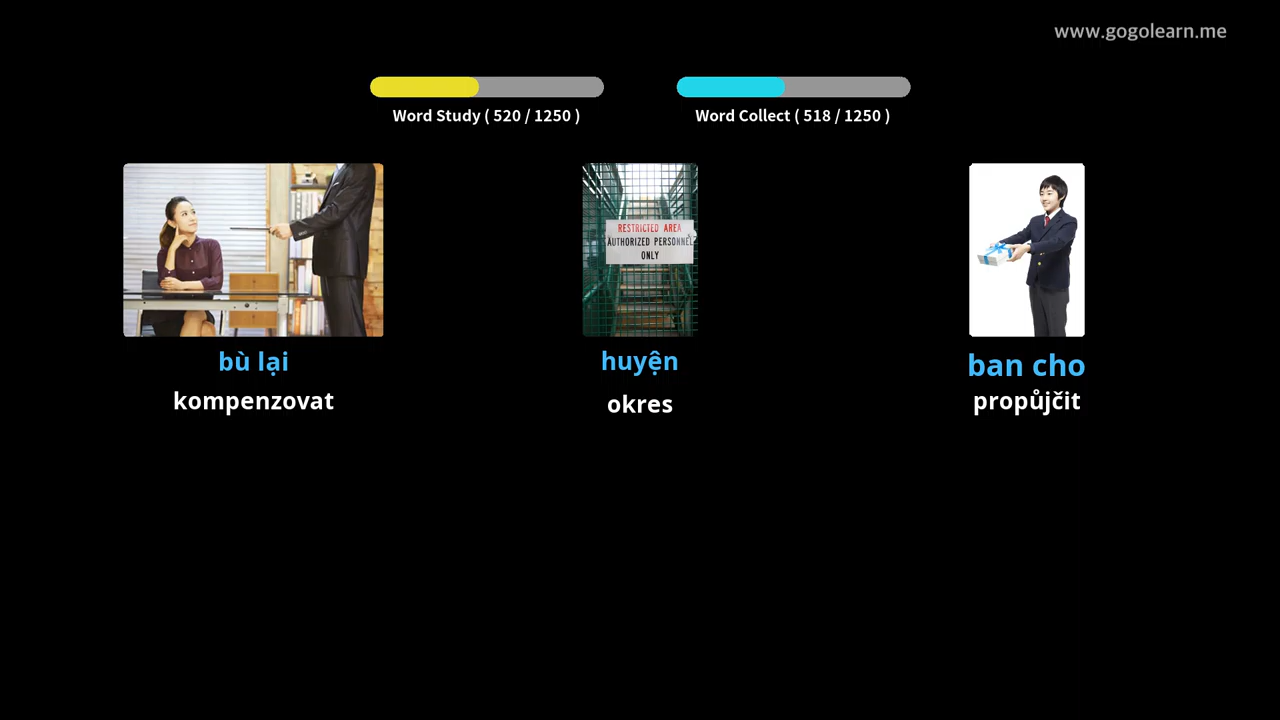 www.gogolearn.me
Word Study ( 520 / 1250 )
Word Collect ( 518 / 1250 )
RESTRICTED AREA
AUTHORIZED PERSONNEL
ONLY
bù lại
huyện
ban cho
kompenzovat
okres
propůjčit